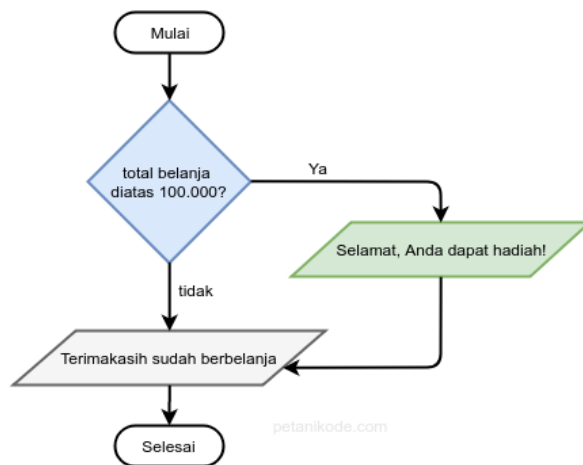 Mulai
total belanja
diatas 100.000?
Ya
Selamat, Anda dapat hadiah!
tidak
Terimakasih sudah berbelanja
Selesai
petanikode.com